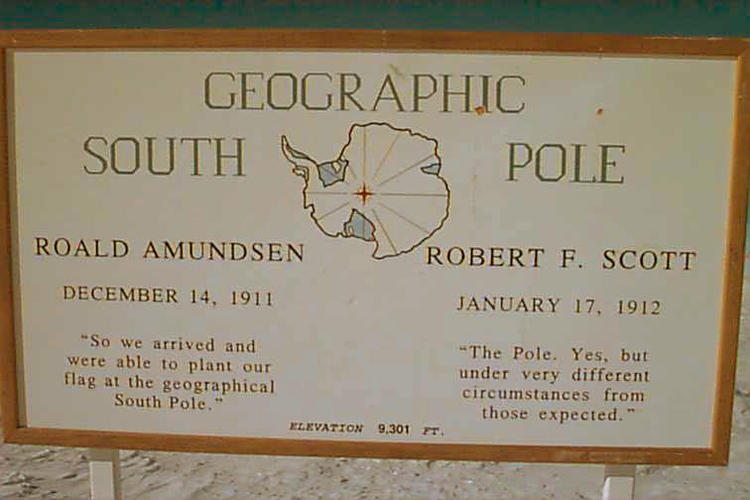 GEOGRAPHIC
SOUTH POLE
ROALD AMUNDSEN
DECEMBER 14, 1911
"So we arrived and
were able to plant our
flag at the geographical
South Pole."
ROBERT F. SCOTT
JANUARY 17, 1912
"The Pole. Yes, but
under very different
circumstances from
those expected."
ELEVATION 9,301 FT.